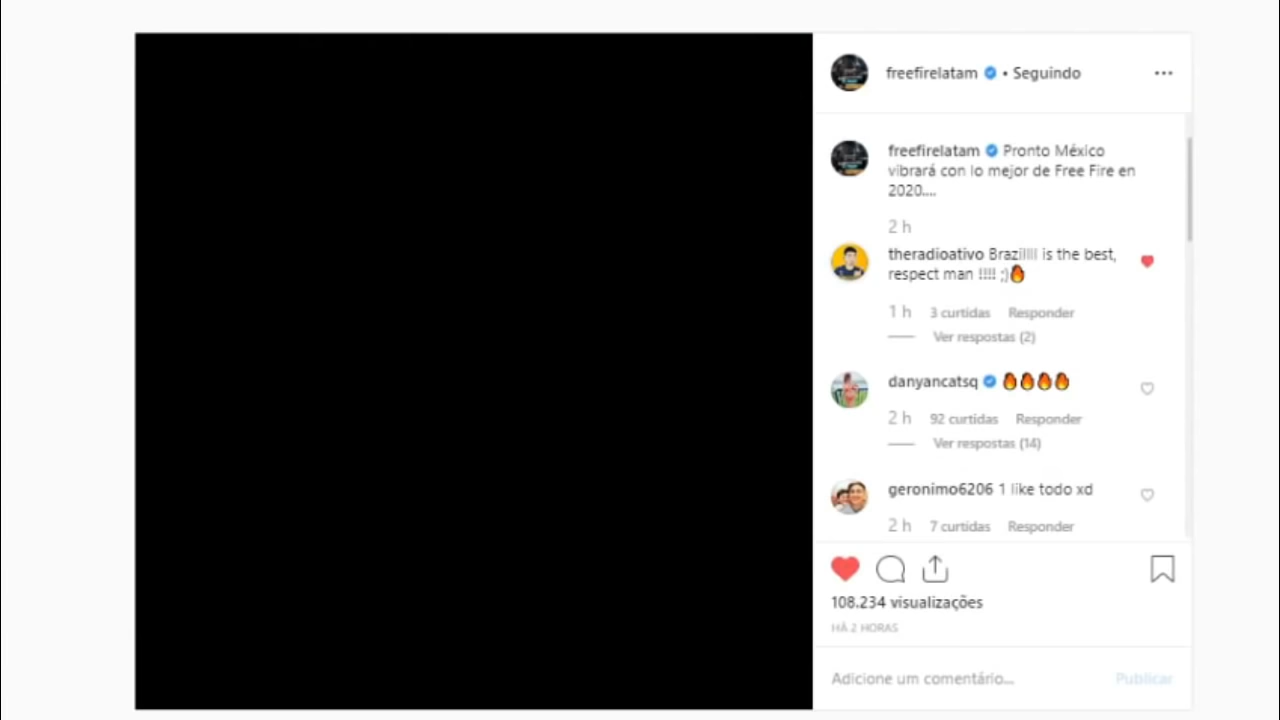 freefirelatam • Seguindo
freefirelatam Pronto México
vibrará con lo mejor de Free Fire en
2020....
2 h
theradioativo Brazilllll is the best,
respect man !!!! ;)🔥
1 h 3 curtidas Responder
Ver respostas (2)
danyancatsq 🔥🔥🔥🔥
2 h 92 curtidas Responder
Ver respostas (14)
geronimo6206 1 like todo xd
2 h 7 curtidas Responder
108.234 visualizações
HÁ 2 HORAS
Adicione um comentário... Publicar